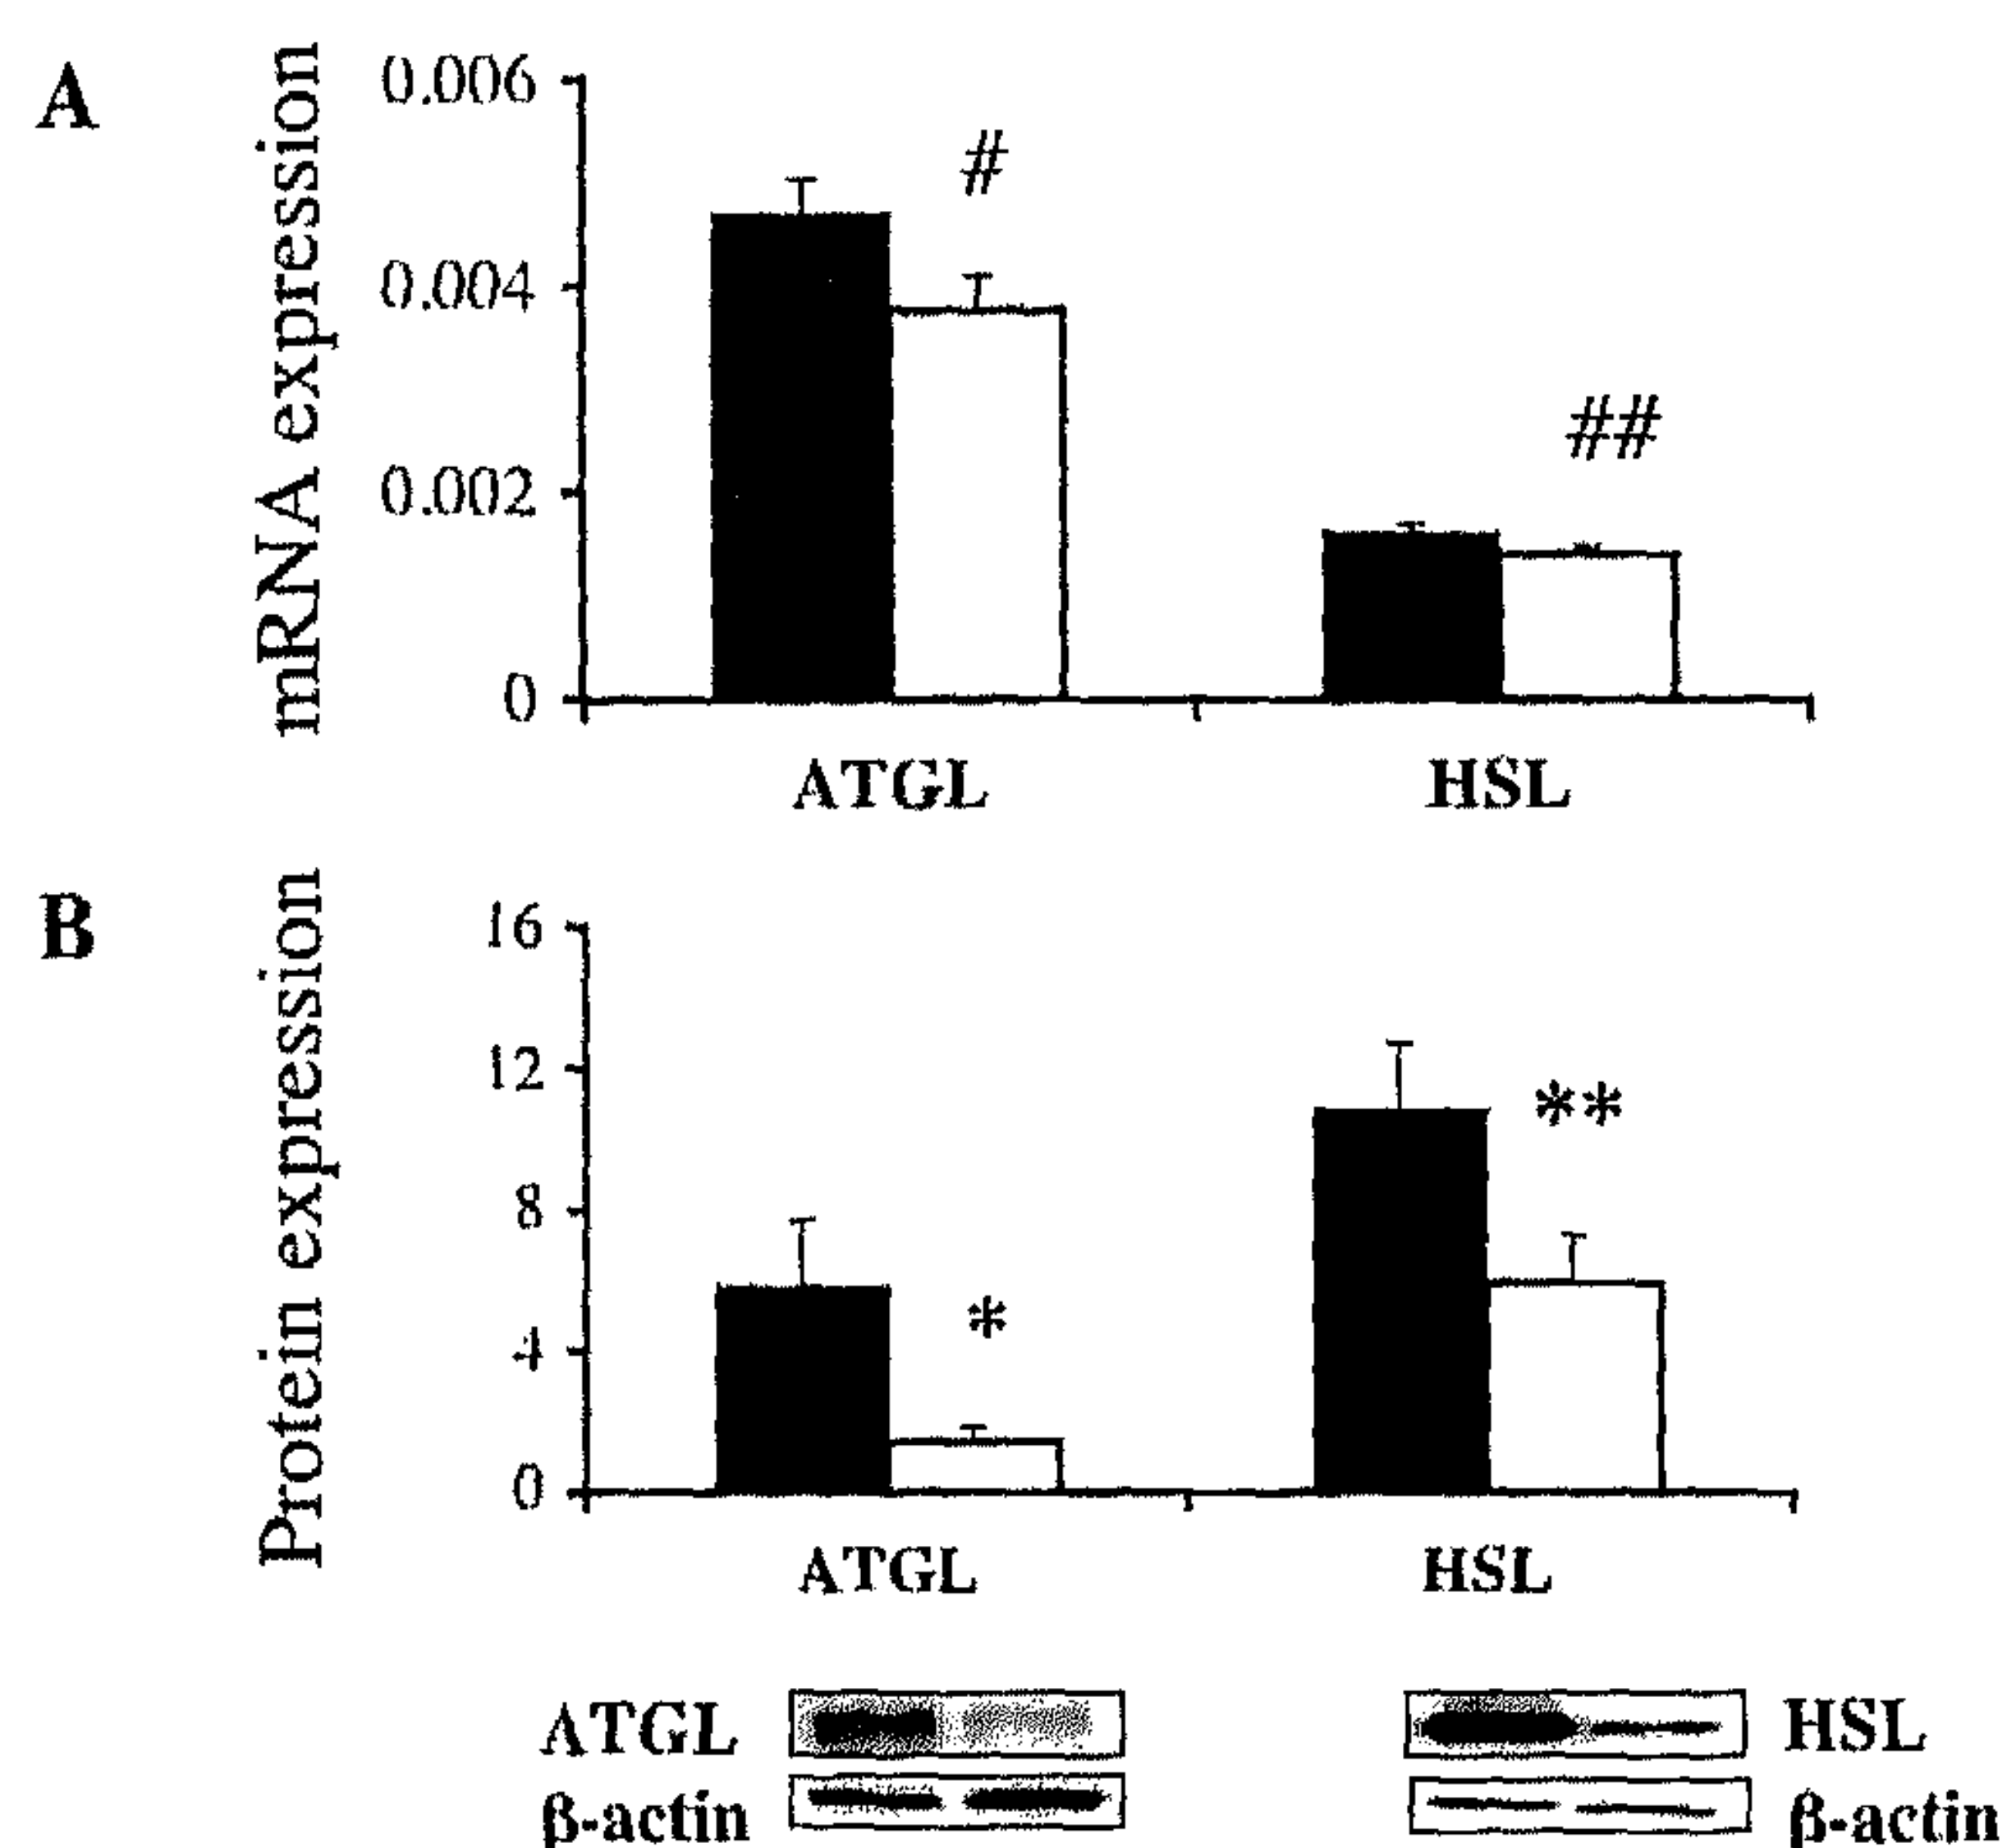 A
mRNA expression
0.006
0.004
0.002
0
#
##
ATGL HSL
B
Protein expression
16
12
8
4
0
*
**
ATGL HSL
ATGL HSL
β-actin β-actin